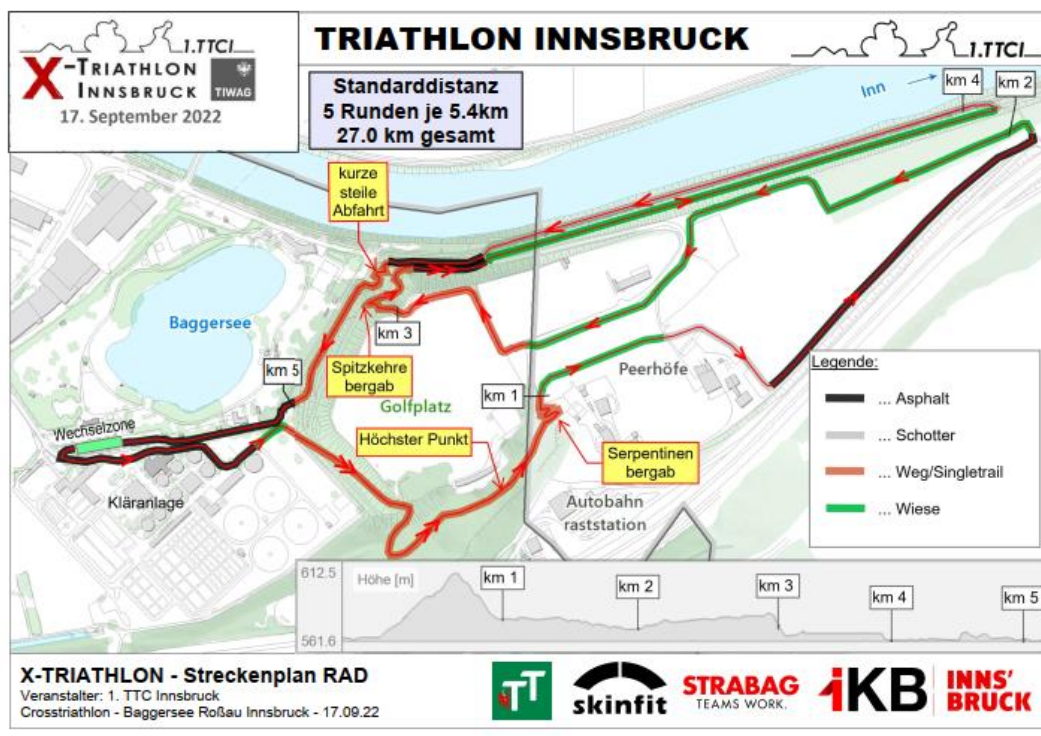 1.TTCI
X-TRIATHLON
INNSBRUCK
TIWAG
17. September 2022
TRIATHLON INNSBRUCK
1.TTCI
Standarddistanz
5 Runden je 5.4km
27.0 km gesamt
Inn
km 4
km 2
kurze
steile
Abfahrt
Baggersee
km 3
Spitzkehre
bergab
km 5
Golfplatz
km 1
Peerhöfe
Höchster Punkt
Serpentinen
bergab
Wechselzone
Kläranlage
Autobahn
raststation
Legende:
... Asphalt
... Schotter
... Weg/Singletrail
... Wiese
612.5
561.6
Höhe [m]
km 1
km 2
km 3
km 4
km 5
X-TRIATHLON - Streckenplan RAD
Veranstalter: 1. TTC Innsbruck
Crosstriathlon - Baggersee Roßau Innsbruck - 17.09.22
TT
skinfit
STRABAG
TEAMS WORK.
iKB
INNS'
BRUCK